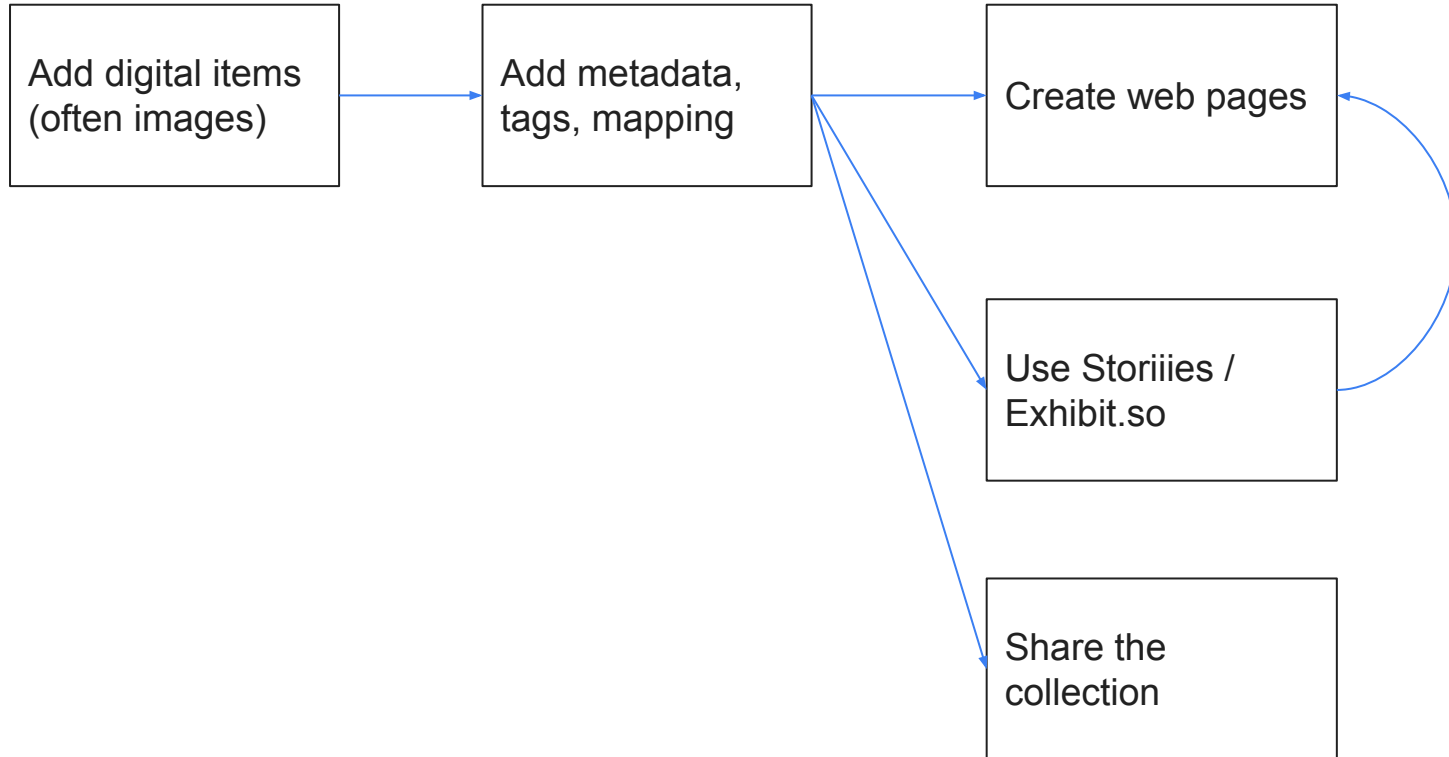 Add digital items
(often images)
Add metadata,
tags, mapping
Create web pages
Use Storiiies /
Exhibit.so
Share the
collection